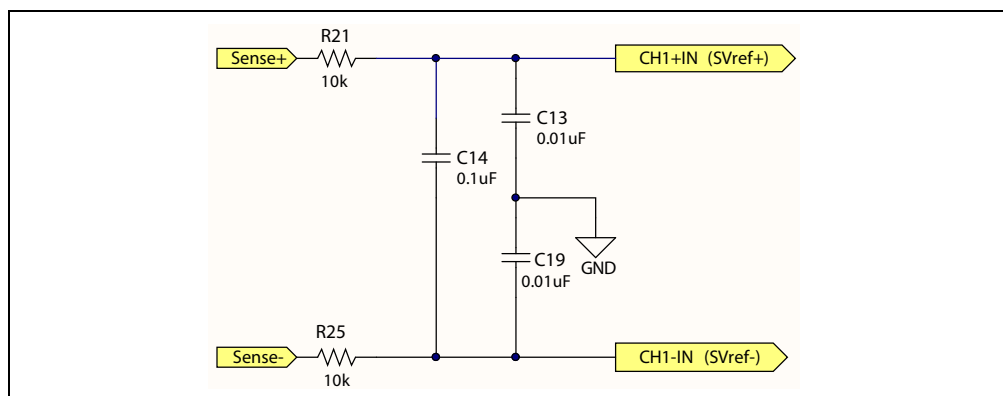 R21
Sense+
10k
CH1+IN (SVref+)
C13
0.01uF
C14
0.1uF
GND
C19
0.01uF
R25
Sense-
10k
CH1-IN (SVref-)